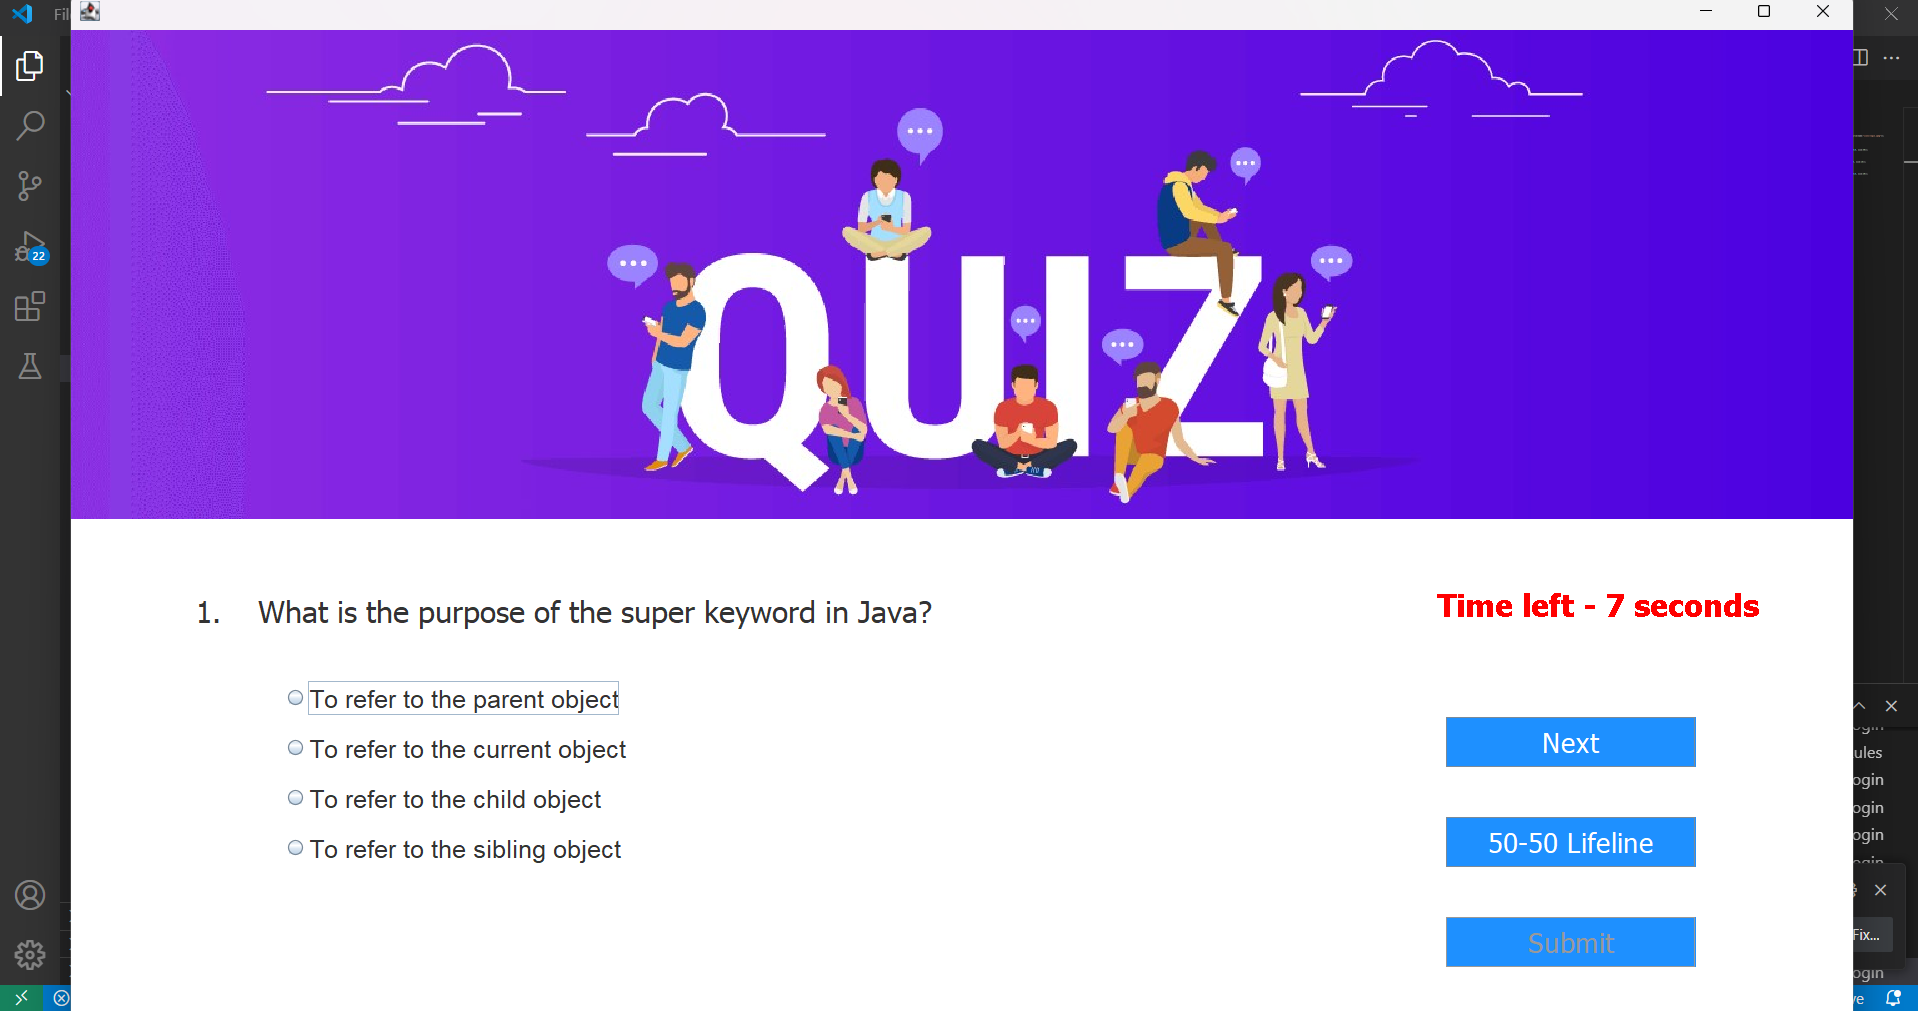 Fil
22
QUIZ
1. What is the purpose of the super keyword in Java?
Time left - 7 seconds
To refer to the parent object
To refer to the current object
To refer to the child object
To refer to the sibling object
Next
50-50 Lifeline
Submit
ules
ogin
ogin
ogin
Fix...
ogin
ve